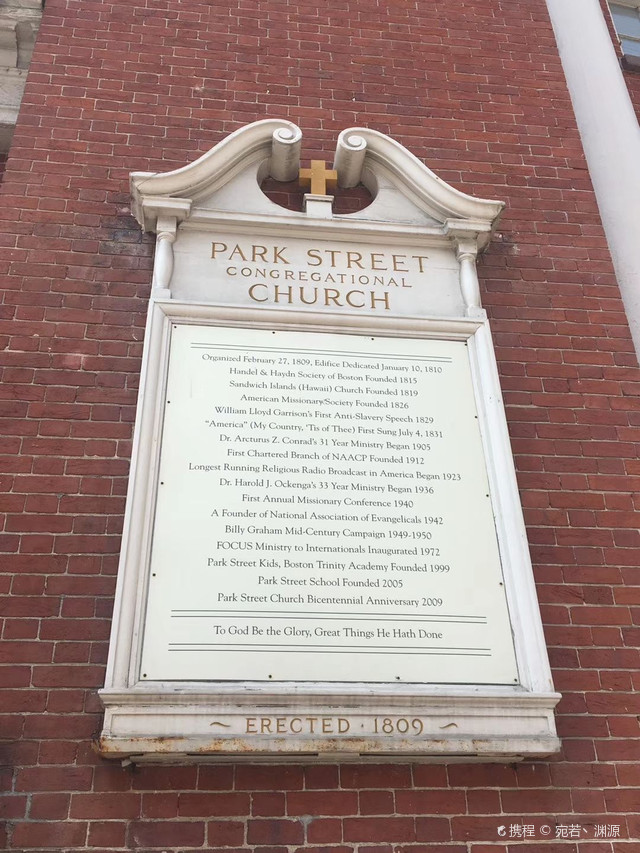 PARK STREET
CONGREGATIONAL
CHURCH
Organized February 27, 1809, Edifice Dedicated January 10, 1810
Handel & Haydn Society of Boston Founded 1815
Sandwich Islands (Hawaii) Church Founded 1819
American Missionary Society Founded 1826
William Lloyd Garrison's First Anti-Slavery Speech 1829
"America" (My Country, 'Tis of Thee) First Sung July 4, 1831
Dr. Arcturus Z. Conrad's 31 Year Ministry Began 1905
First Chartered Branch of NAACP Founded 1912
Longest Running Religious Radio Broadcast in America Began 1923
Dr. Harold J. Ockenga's 33 Year Ministry Began 1936
First Annual Missionary Conference 1940
A Founder of National Association of Evangelicals 1942
Billy Graham Mid-Century Campaign 1949-1950
FOCUS Ministry to Internationals Inaugurated 1972
Park Street Kids, Boston Trinity Academy Founded 1999
Park Street School Founded 2005
Park Street Church Bicentennial Anniversary 2009
To God Be the Glory, Great Things He Hath Done
~ ERECTED · 1809 ~
携程 © 宛若丶渊源